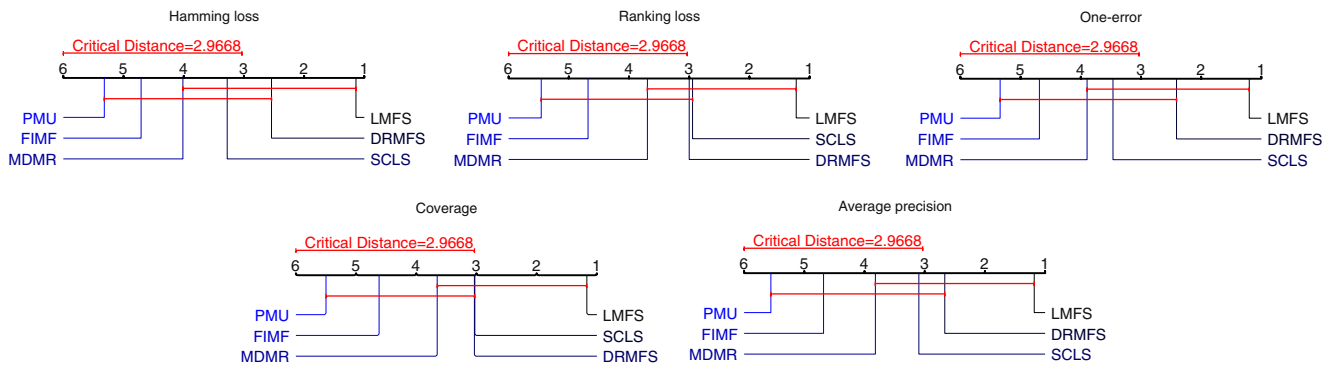 Hamming loss
Critical Distance=2.9668
6 5 4 3 2 1
PMU LMFS
FIMF DRMFS
MDMR SCLS
Ranking loss
Critical Distance=2.9668
6 5 4 3 2 1
PMU LMFS
FIMF SCLS
MDMR DRMFS
One-error
Critical Distance=2.9668
6 5 4 3 2 1
PMU LMFS
FIMF DRMFS
MDMR SCLS
Coverage
Critical Distance=2.9668
6 5 4 3 2 1
PMU LMFS
FIMF SCLS
MDMR DRMFS
Average precision
Critical Distance=2.9668
6 5 4 3 2 1
PMU LMFS
FIMF DRMFS
MDMR SCLS